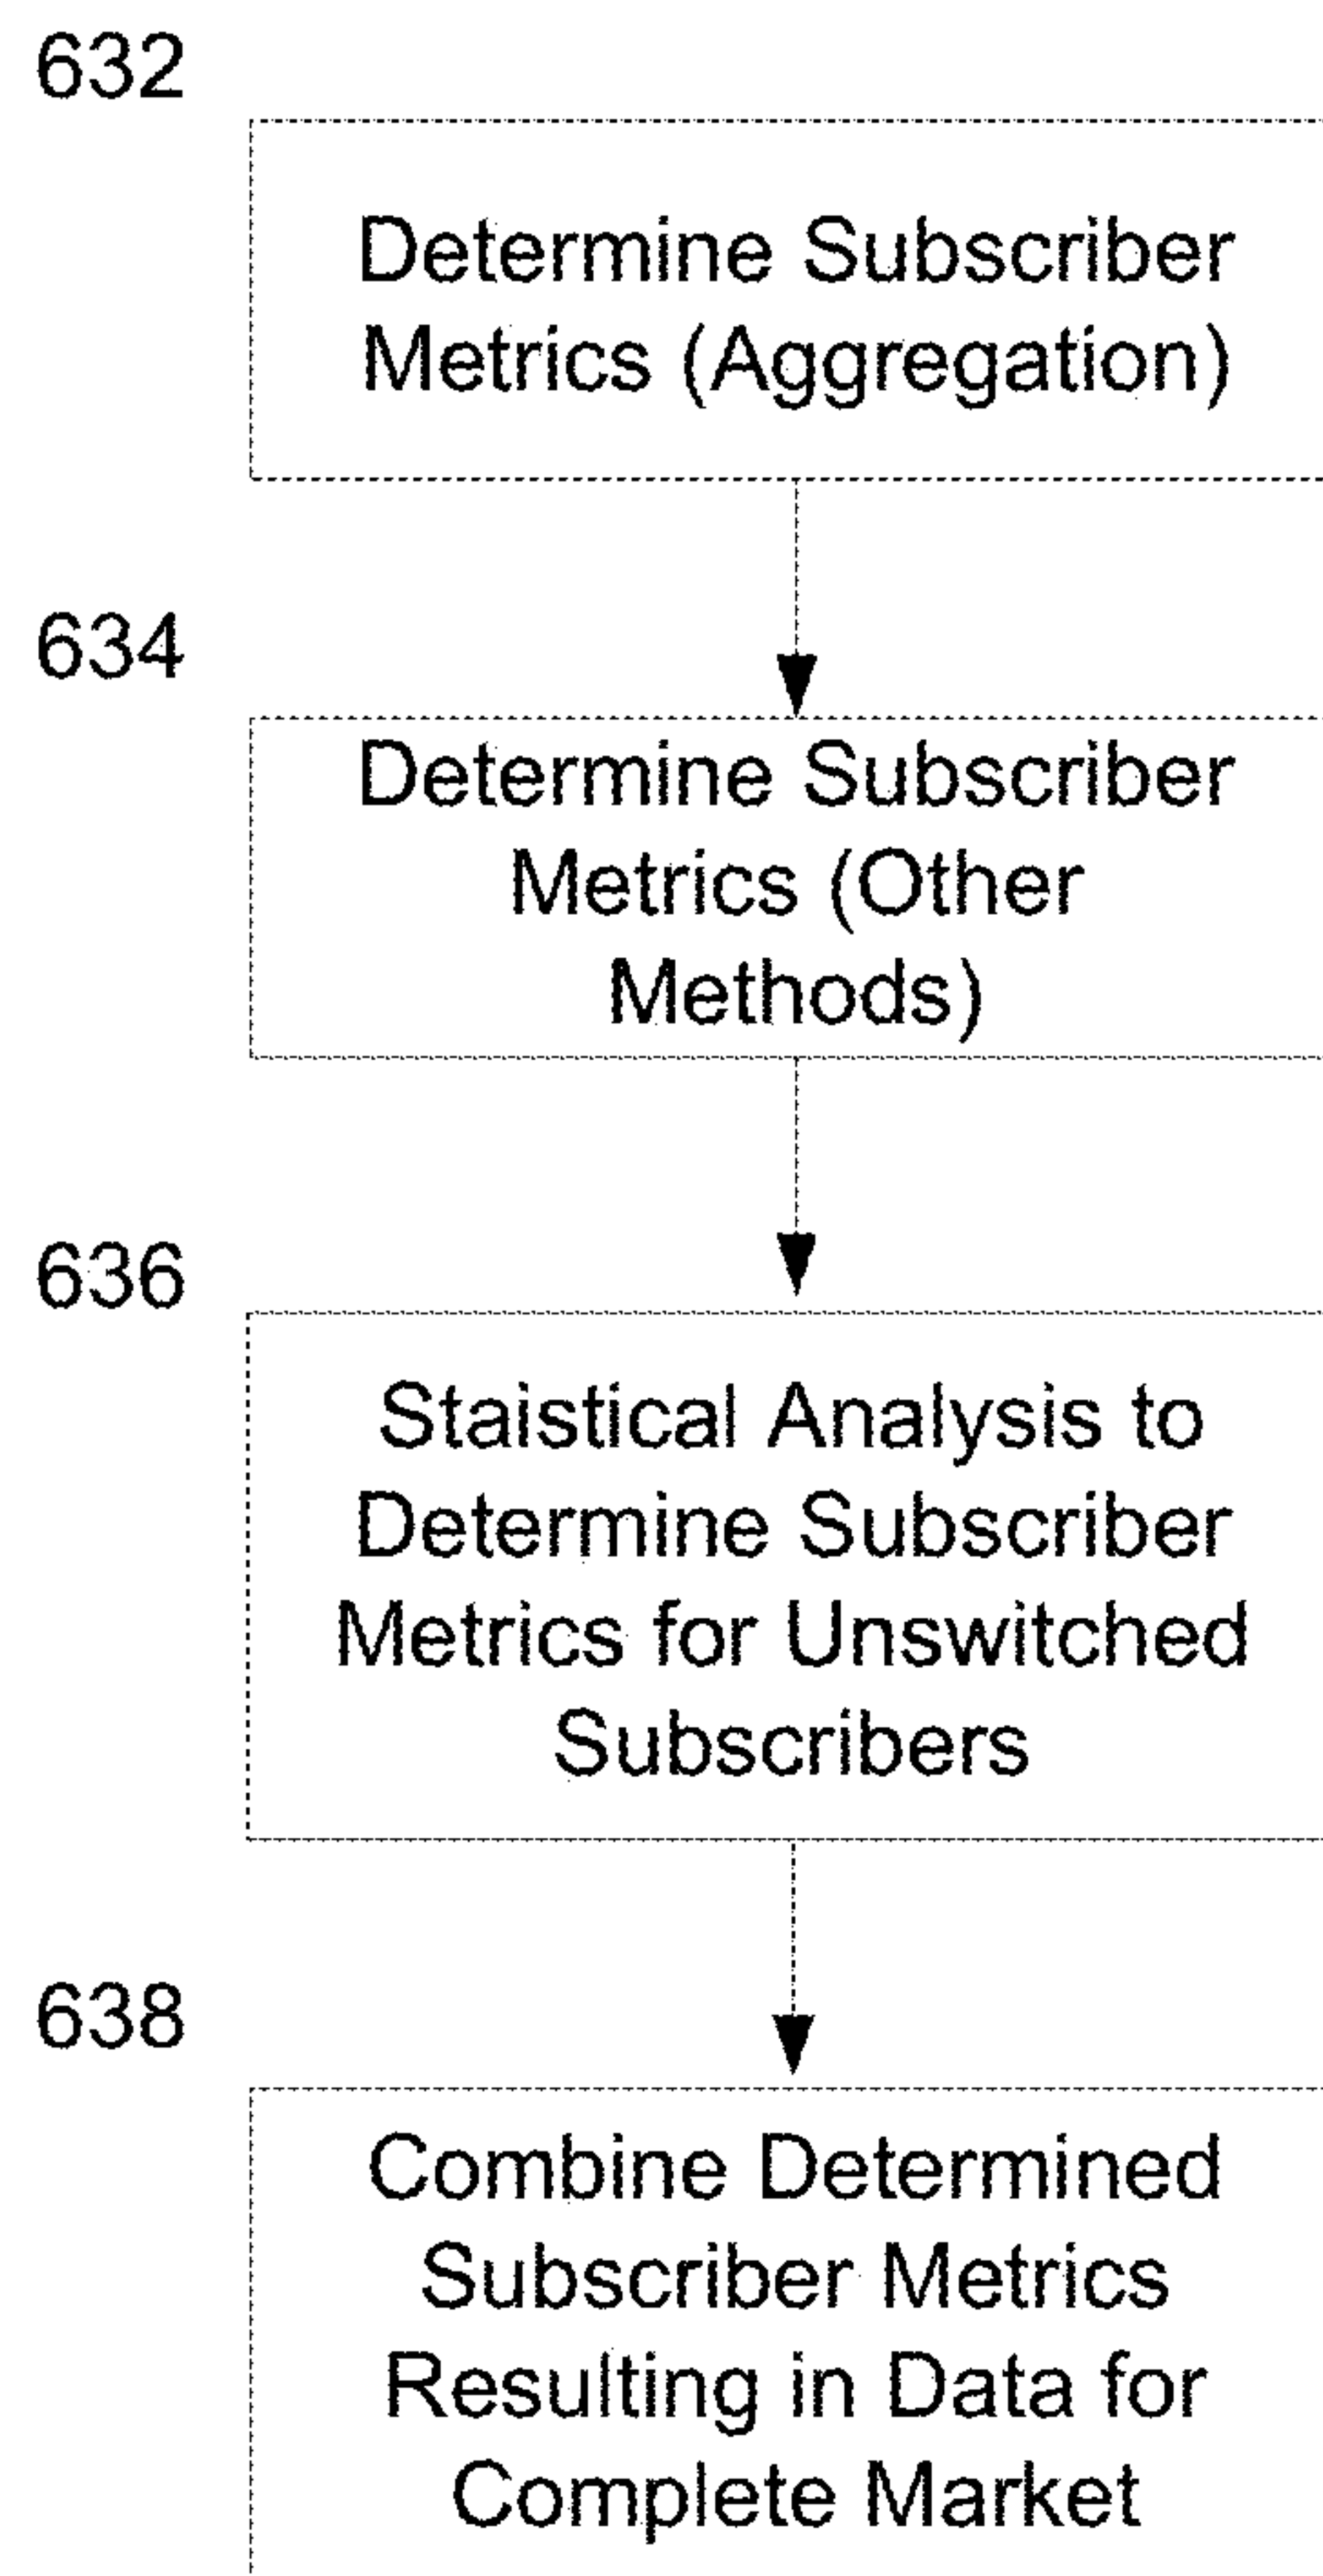 632
Determine Subscriber
Metrics (Aggregation)
634
Determine Subscriber
Metrics (Other
Methods)
636
Staistical Analysis to
Determine Subscriber
Metrics for Unswitched
Subscribers
638
Combine Determined
Subscriber Metrics
Resulting in Data for
Complete Market